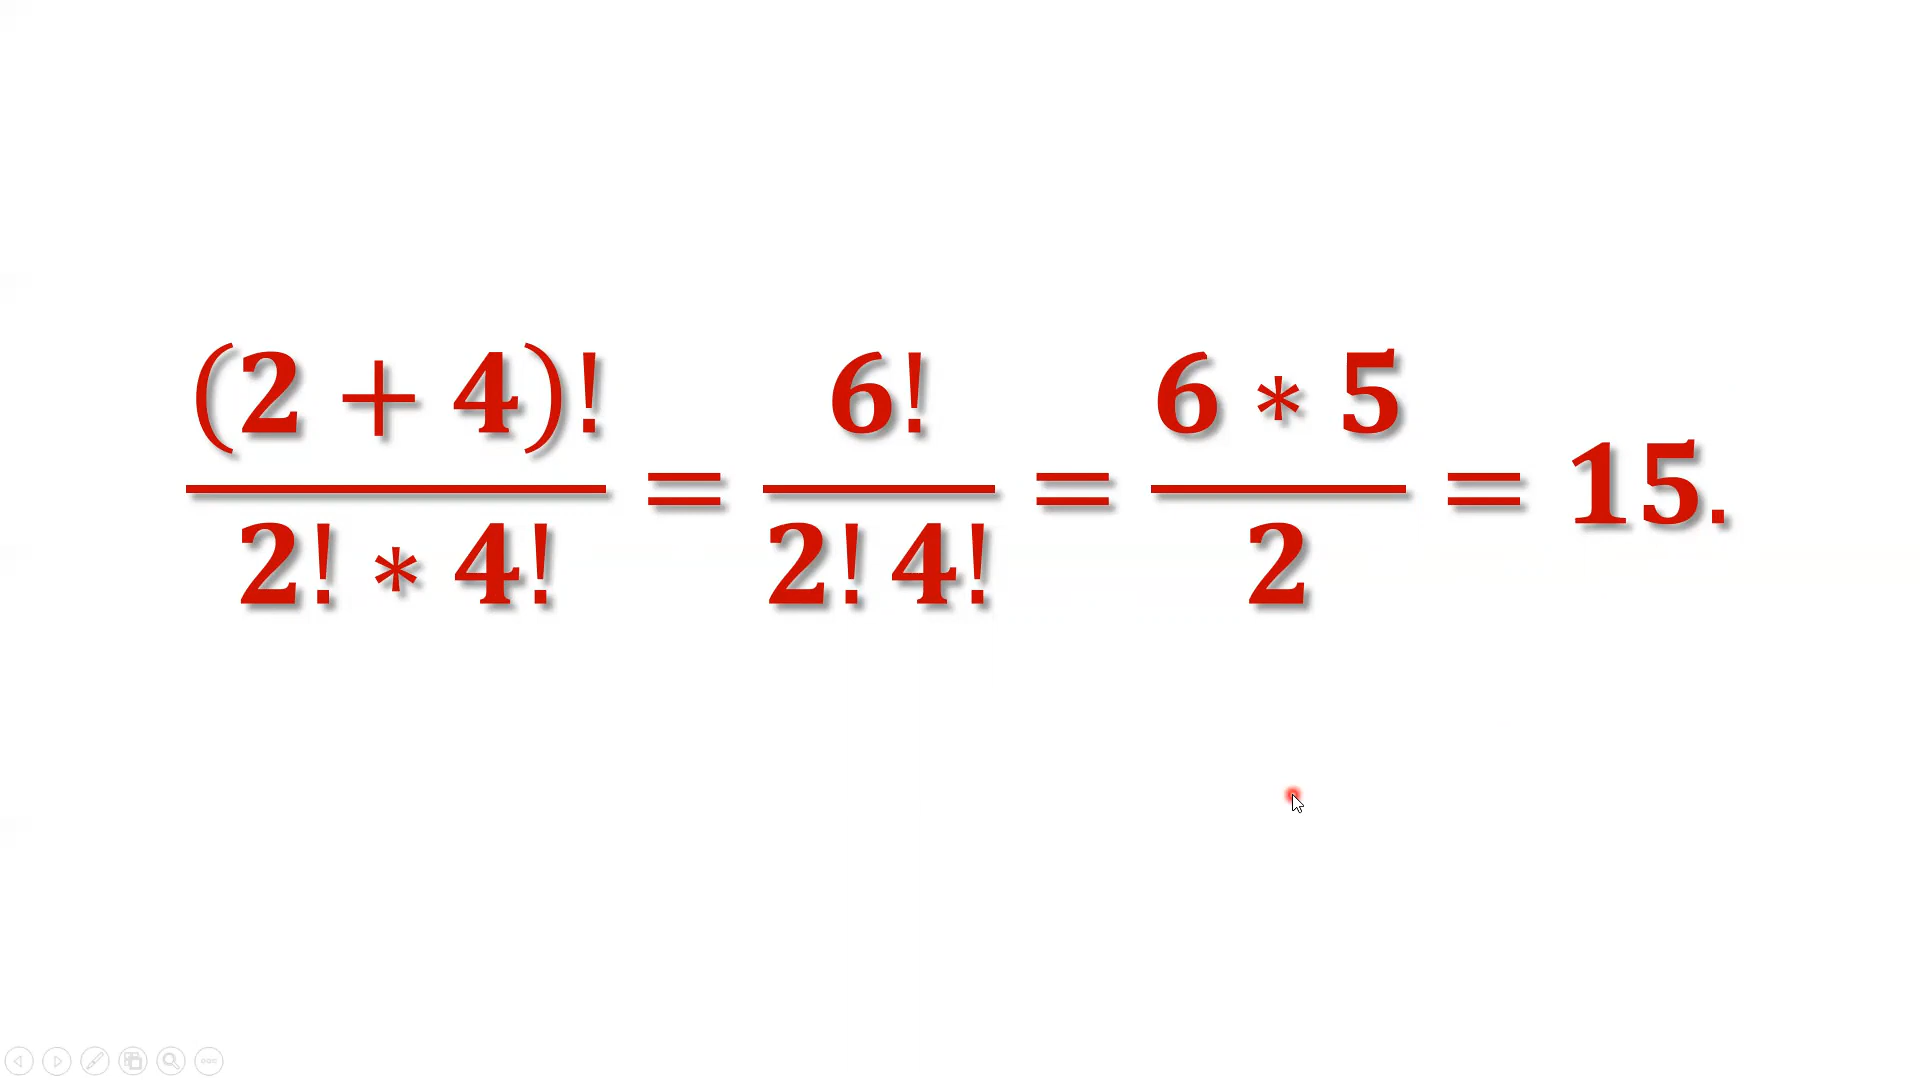 (2 + 4)! / 2! * 4! = 6! / 2! 4! = 6 * 5 / 2 = 15.